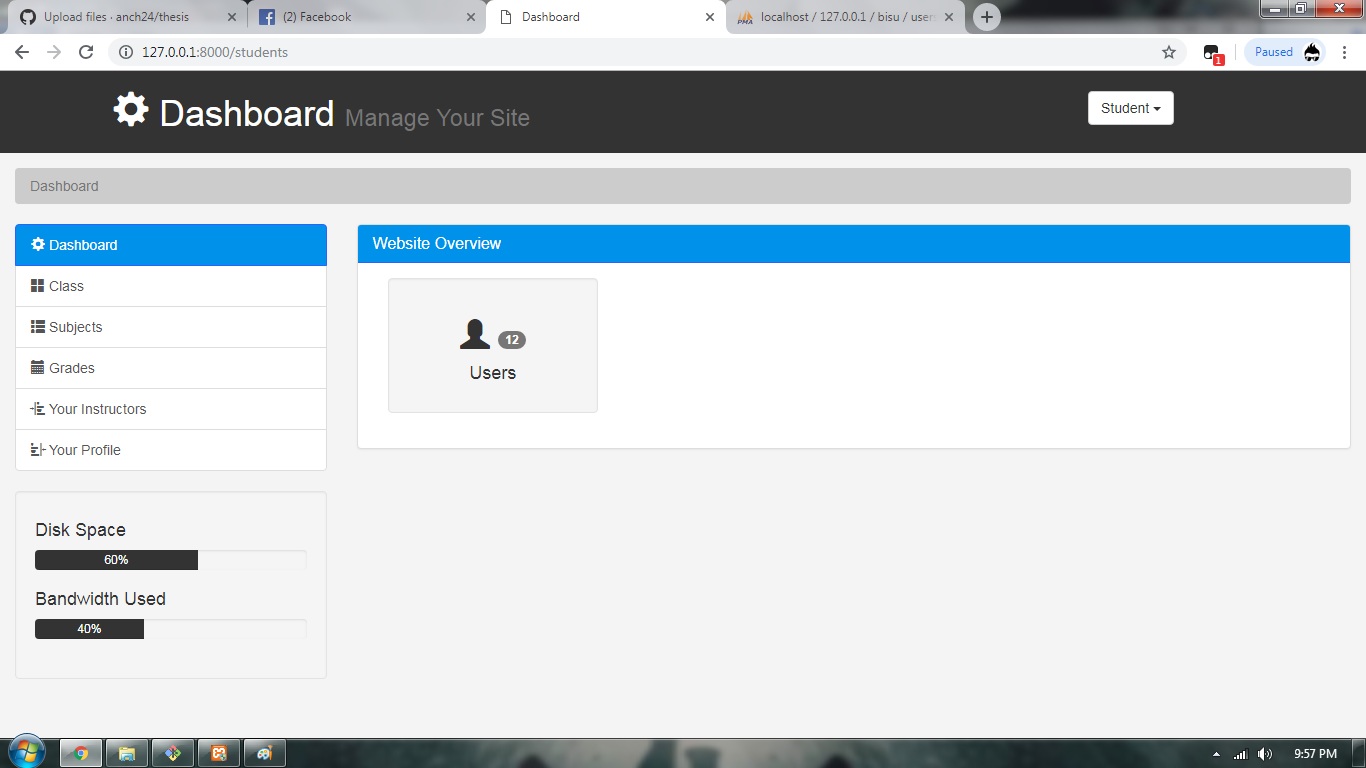 Upload files · anch24/thesis
(2) Facebook
Dashboard
localhost / 127.0.0.1 / bisu / user
127.0.0.1:8000/students
1
Paused
Dashboard Manage Your Site
Student
Dashboard
Dashboard
Class
Subjects
Grades
Your Instructors
Your Profile
Website Overview
12
Users
Disk Space
60%
Bandwidth Used
40%
9:57 PM